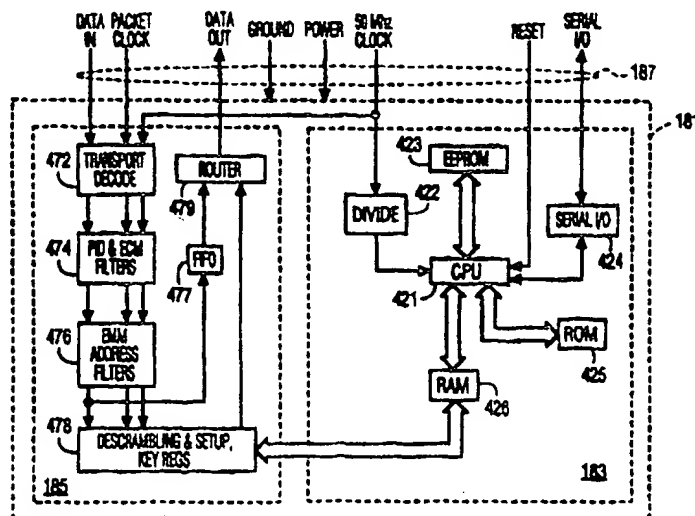 DATA IN
PACKET CLOCK
DATA OUT
GROUND
POWER
50 MHz CLOCK
RESET
SERIAL I/O
187
181
472
TRANSPORT DECODE
ROUTER
479
423
EEPROM
DIVIDE
422
SERIAL I/O
424
474
PID & ECM FILTERS
FIFO
477
CPU
421
ROM
425
476
EMM ADDRESS FILTERS
RAM
426
478
DESCRAMBLING & SETUP,
KEY REGS
185
183